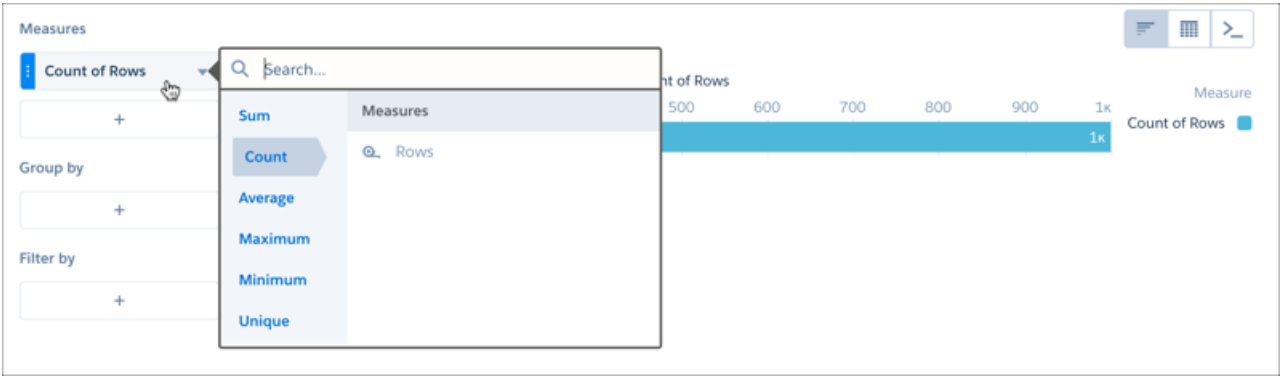 Measures
Count of Rows
+
Group by
+
Filter by
+
Search...
Sum
Count
Average
Maximum
Minimum
Unique
Measures
Rows
nt of Rows
500 600 700 800 900 1K
1K
Measure
Count of Rows